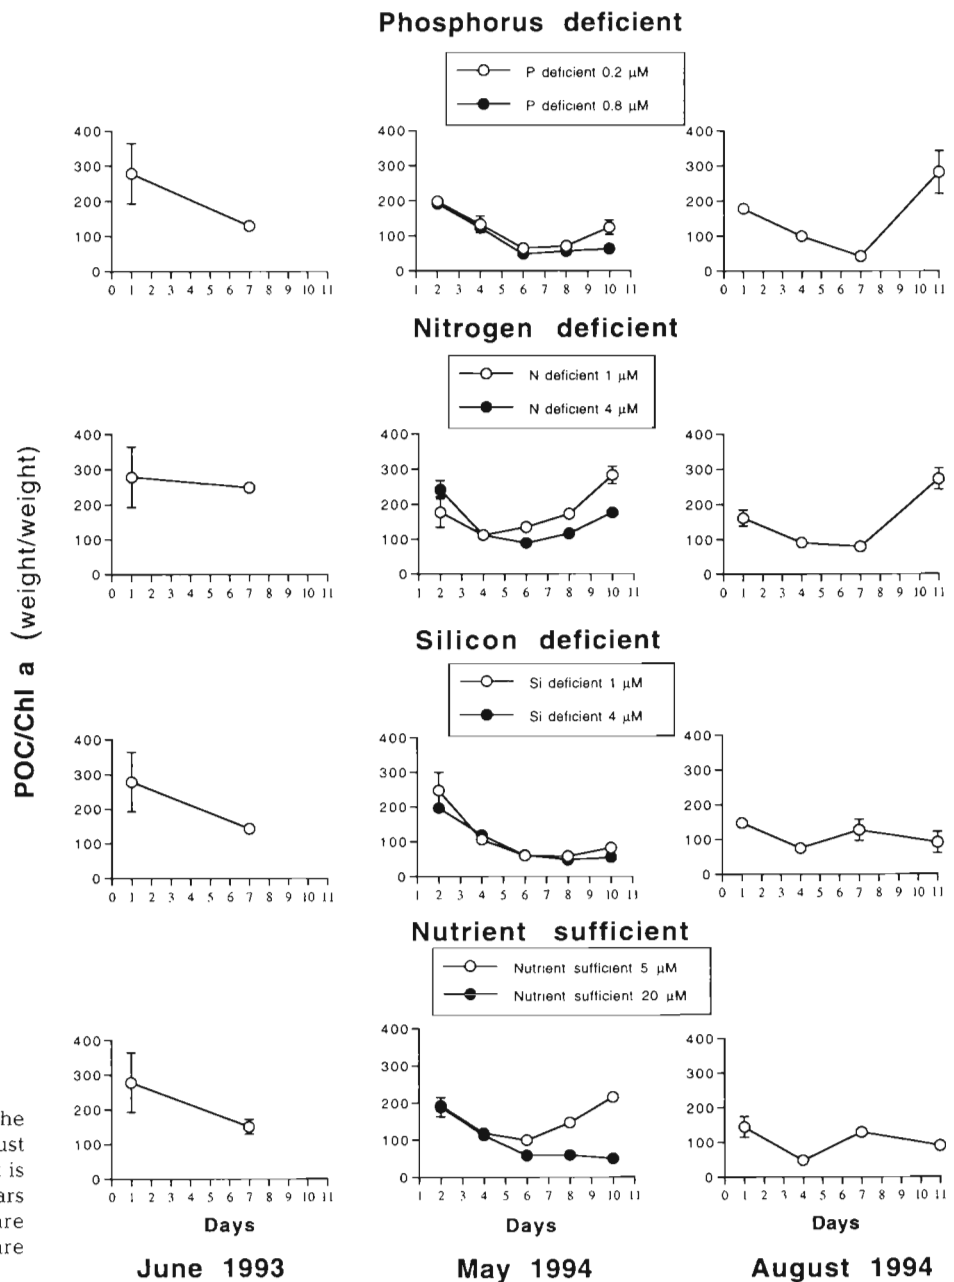 Phosphorus deficient
P deficient 0.2 µM
P deficient 0.8 µM
400 300 200 100 0
0 1 2 3 4 5 6 7 8 9 10 11
400 300 200 100 0
1 2 3 4 5 6 7 8 9 10 11
400 300 200 100 0
0 1 2 3 4 5 6 7 8 9 10 11
Nitrogen deficient
N deficient 1 µM
N deficient 4 µM
400 300 200 100 0
0 1 2 3 4 5 6 7 8 9 10 11
400 300 200 100 0
1 2 3 4 5 6 7 8 9 10 11
400 300 200 100 0
0 1 2 3 4 5 6 7 8 9 10 11
POC/Chl a (weight/weight)
Silicon deficient
Si deficient 1 µM
Si deficient 4 µM
400 300 200 100 0
0 1 2 3 4 5 6 7 8 9 10 11
400 300 200 100 0
1 2 3 4 5 6 7 8 9 10 11
400 300 200 100 0
0 1 2 3 4 5 6 7 8 9 10 11
Nutrient sufficient
Nutrient sufficient 5 µM
Nutrient sufficient 20 µM
400 300 200 100 0
0 1 2 3 4 5 6 7 8 9 10 11
400 300 200 100 0
1 2 3 4 5 6 7 8 9 10 11
400 300 200 100 0
0 1 2 3 4 5 6 7 8 9 10 11
he
ust
is
ars
are
are
Days
Days
Days
June 1993
May 1994
August 1994